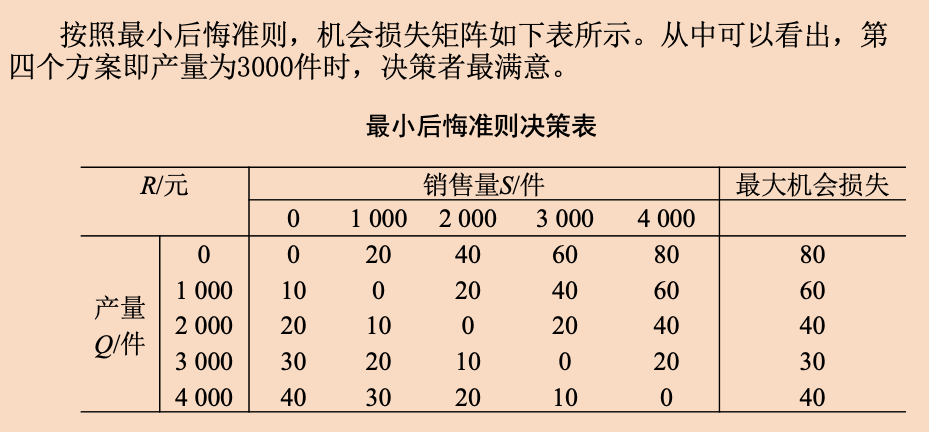 按照最小后悔准则，机会损失矩阵如下表所示。从中可以看出，第
四个方案即产量为3000件时，决策者最满意。
最小后悔准则决策表
R/元 销售量S/件 最大机会损失
0 1 000 2 000 3 000 4 000
产量 Q/件
0 0 20 40 60 80 80
1 000 10 0 20 40 60 60
2 000 20 10 0 20 40 40
3 000 30 20 10 0 20 30
4 000 40 30 20 10 0 40